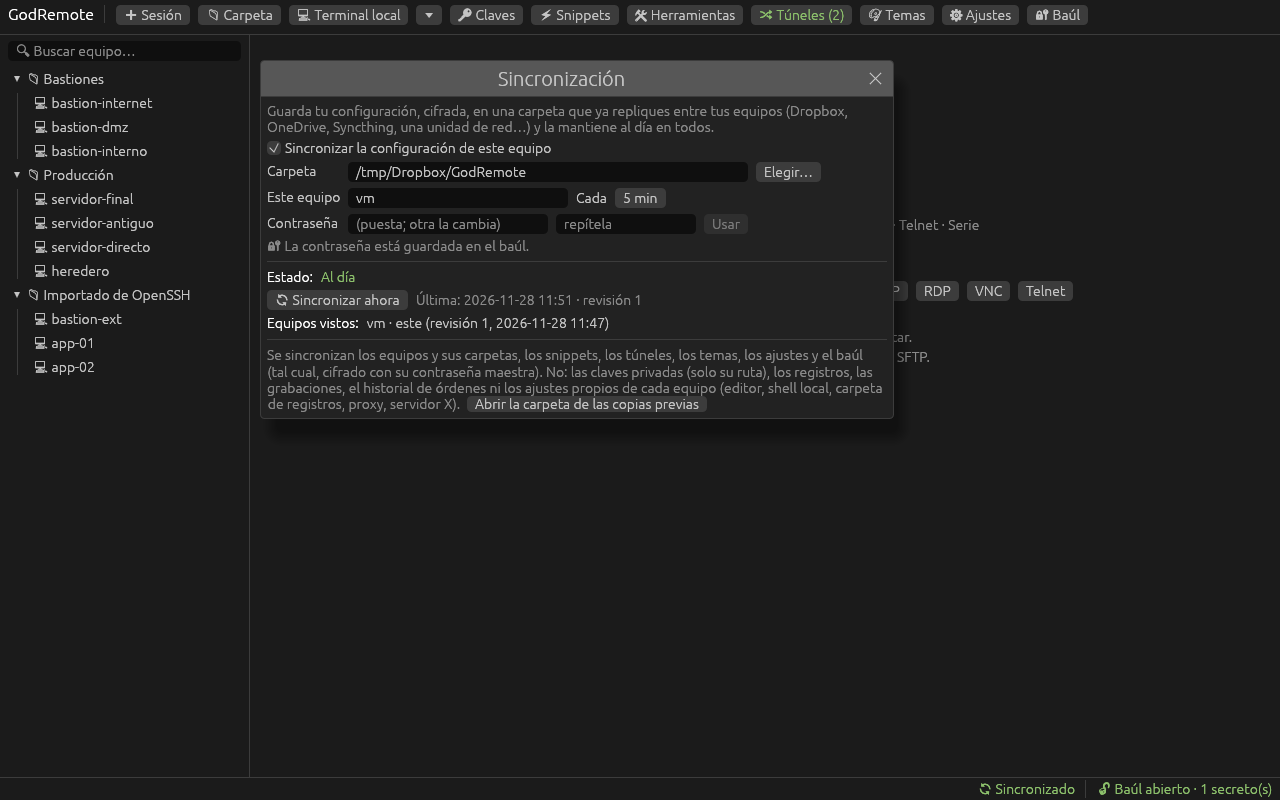 GodRemote
+ Sesión
Carpeta
Terminal local
Claves
Snippets
Herramientas
Túneles (2)
Temas
Ajustes
Baúl
Buscar equipo…
Bastiones
bastion-internet
bastion-dmz
bastion-interno
Producción
servidor-final
servidor-antiguo
servidor-directo
heredero
Importado de OpenSSH
bastion-ext
app-01
app-02
Sincronización
Guarda tu configuración, cifrada, en una carpeta que ya repliques entre tus equipos (Dropbox,
OneDrive, Syncthing, una unidad de red…) y la mantiene al día en todos.
Sincronizar la configuración de este equipo
Carpeta /tmp/Dropbox/GodRemote Elegir…
Este equipo vm Cada 5 min
Contraseña (puesta; otra la cambia) repítela Usar
La contraseña está guardada en el baúl.
Estado: Al día
Sincronizar ahora Última: 2026-11-28 11:51 · revisión 1
Equipos vistos: vm · este (revisión 1, 2026-11-28 11:47)
Se sincronizan los equipos y sus carpetas, los snippets, los túneles, los temas, los ajustes y el baúl
(tal cual, cifrado con su contraseña maestra). No: las claves privadas (solo su ruta), los registros, las
grabaciones, el historial de órdenes ni los ajustes propios de cada equipo (editor, shell local, carpeta
de registros, proxy, servidor X). Abrir la carpeta de las copias previas
· Telnet · Serie
P RDP VNC Telnet
car.
SFTP.
Sincronizado
Baúl abierto · 1 secreto(s)